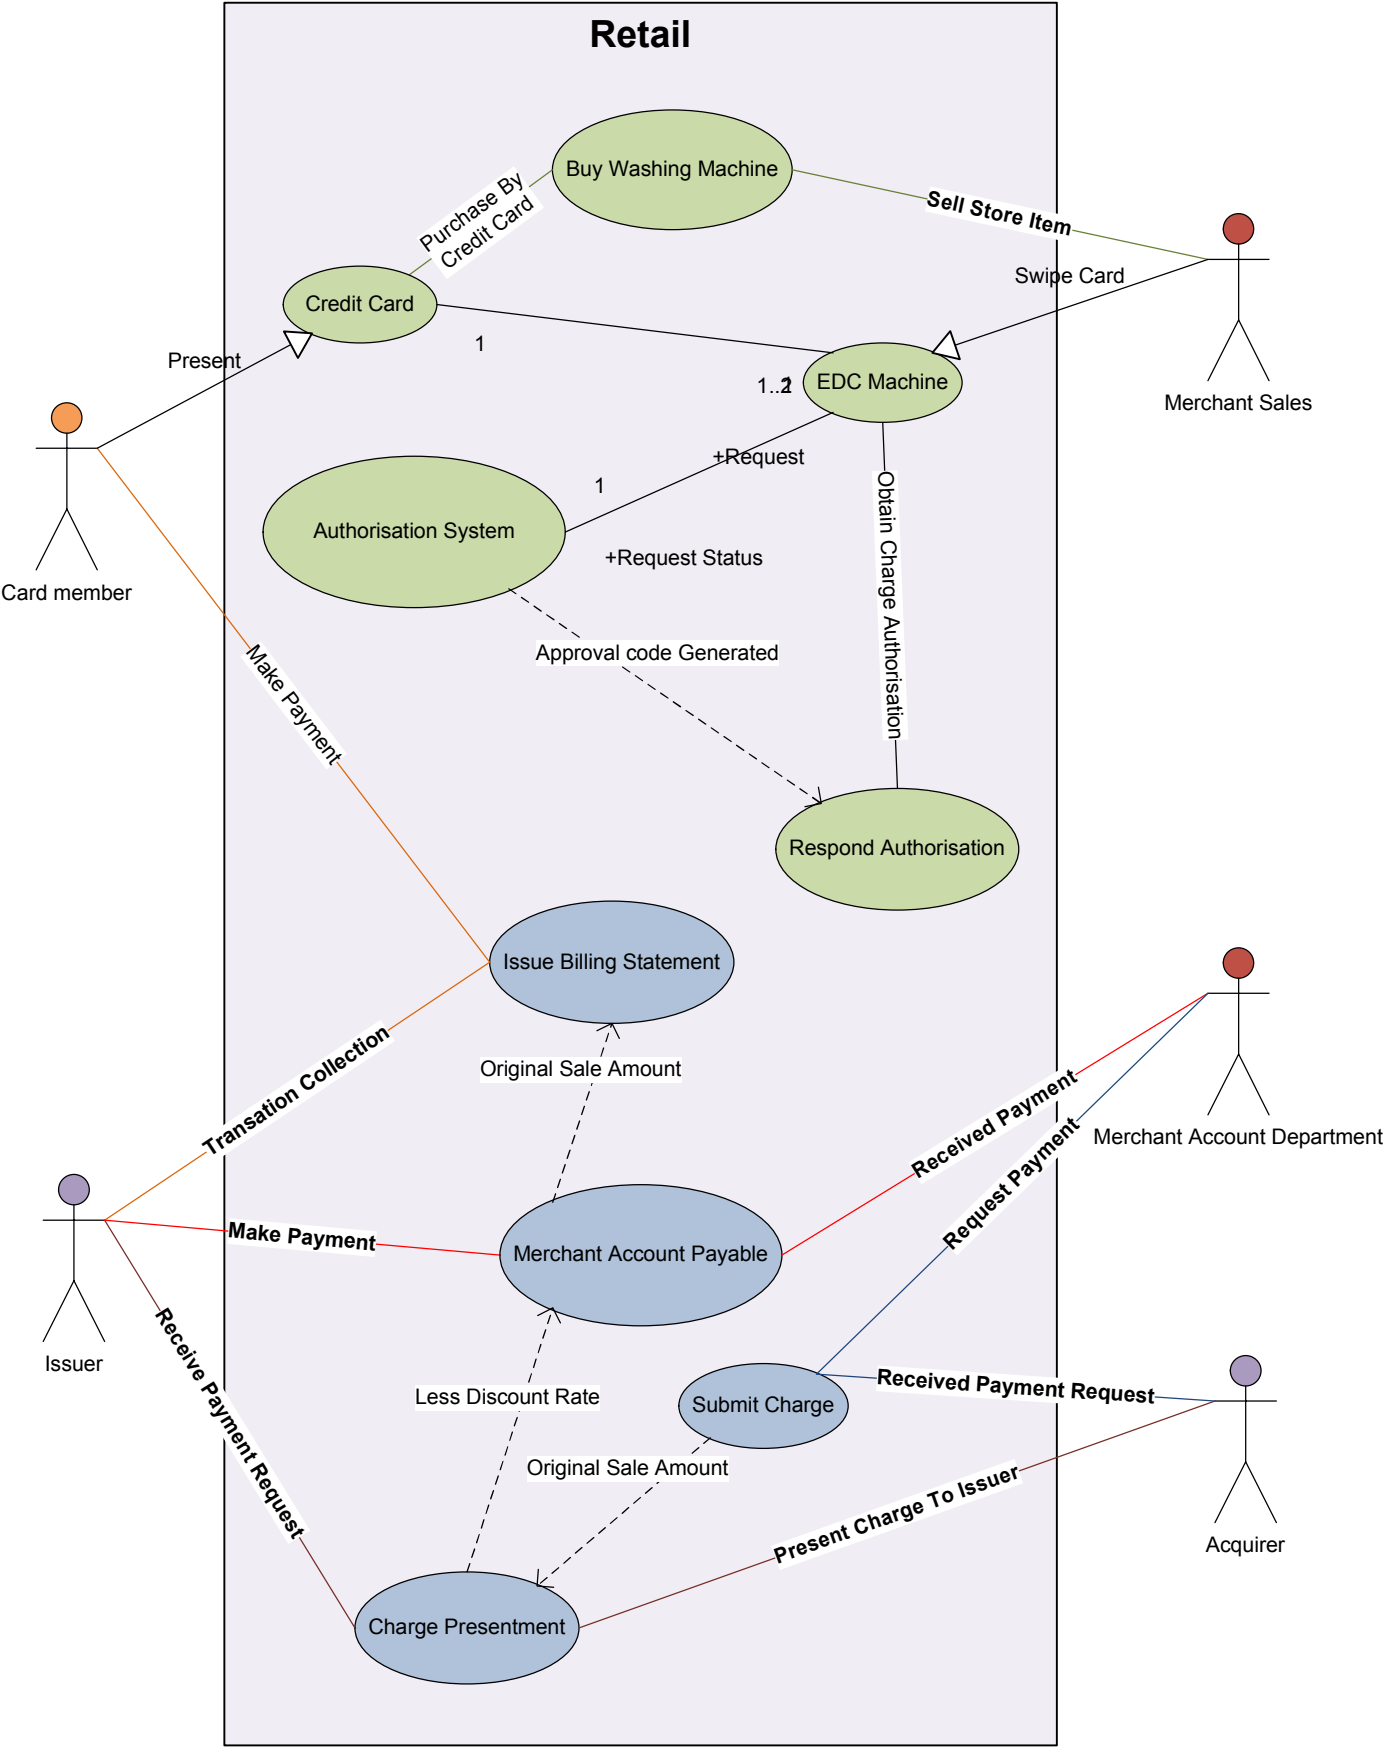 Retail
Buy Washing Machine
Purchase By
Credit Card
Sell Store Item
Credit Card
Swipe Card
1
Present
EDC Machine
Merchant Sales
+Request
1
Authorisation System
+Request Status
Obtain Charge Authorisation
Card member
Approval code Generated
Make Payment
Respond Authorisation
Issue Billing Statement
Original Sale Amount
Transation Collection
Received Payment
Merchant Account Department
Request Payment
Make Payment
Merchant Account Payable
Issuer
Receive Payment Request
Less Discount Rate
Submit Charge
Received Payment Request
Original Sale Amount
Present Charge To Issuer
Acquirer
Charge Presentment